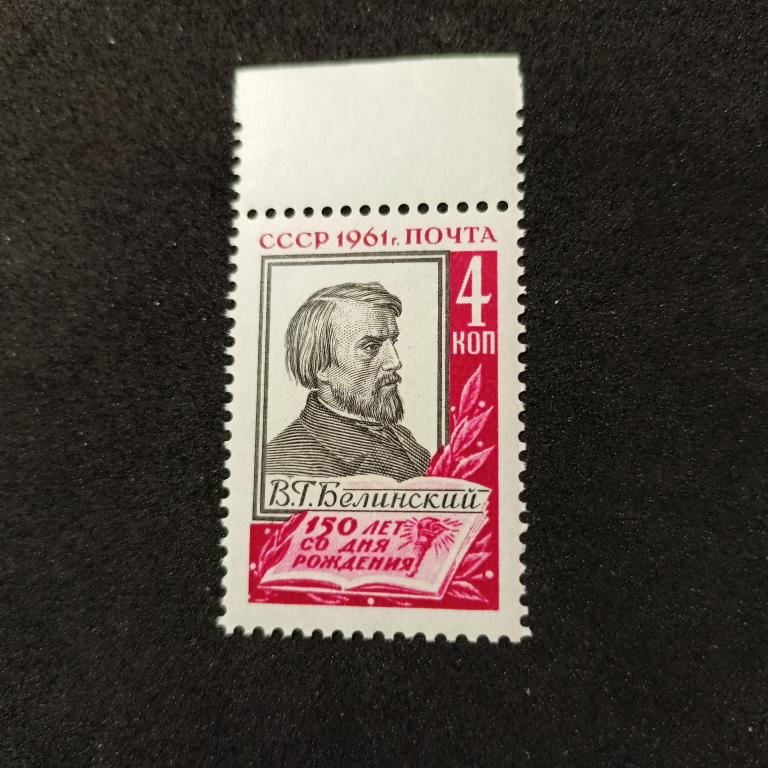 СССР 1961г. ПОЧТА
4
КОП
В.Г.Белинский
150 ЛЕТ
СО ДНЯ
РОЖДЕНИЯ